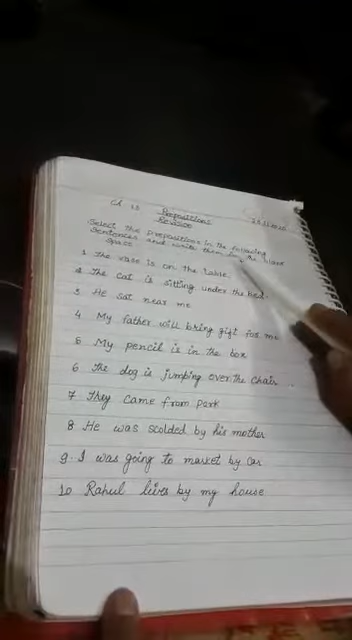 Ch 13 Prepositions
Revision
Select the prepositions in the following
sentences and write them in the blank
space
1 The vase is on the table.
2 The cat is sitting under the bed.
3 He sat near me
4 My father will bring gift for me
5 My pencil is in the box
6 The dog is jumping over the chair
7 They came from park
8 He was scolded by his mother
9. I was going to market by car
10 Rahul lives by my house